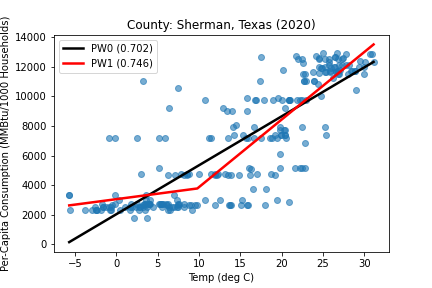 County: Sherman, Texas (2020)
PW0 (0.702)
PW1 (0.746)
Per-Capita Consumption (MMBtu/1000 Households)
14000
12000
10000
8000
6000
4000
2000
0
−5 0 5 10 15 20 25 30
Temp (deg C)